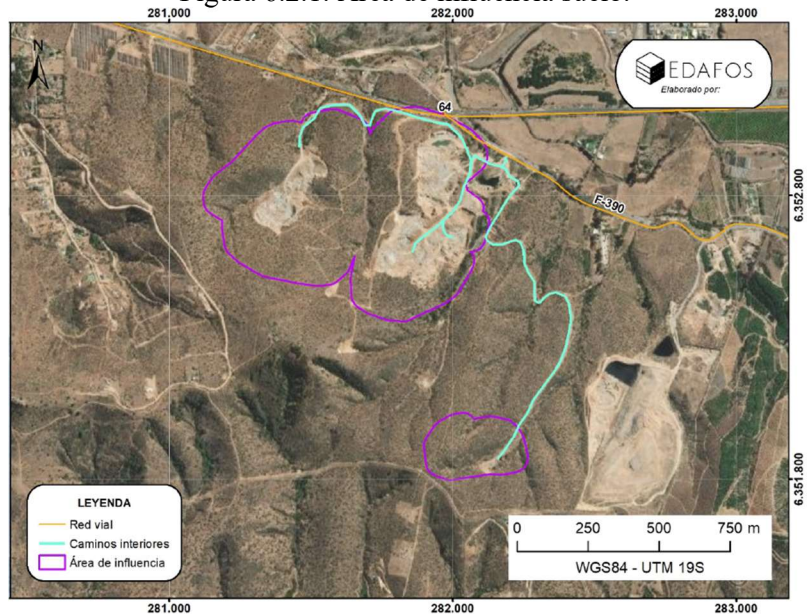 281.000
282.000
283.000
N
EDAFOS
Elaborado por:
64
F-390
6.352.800
6.351.800
LEYENDA
Red vial
Caminos interiores
Área de influencia
0 250 500 750 m
WGS84 - UTM 19S
281.000
282.000
283.000